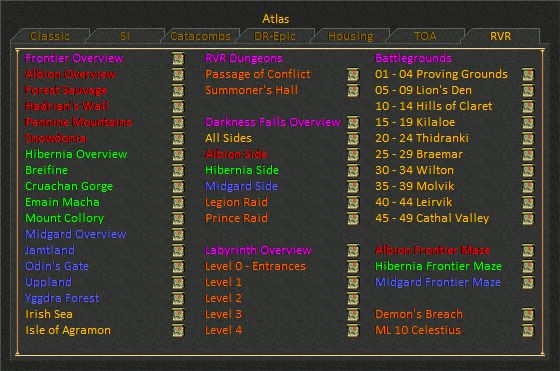 Atlas
Classic SI Catacombs DR-Epic Housing TOA RVR
Frontier Overview
Albion Overview
Forest Sauvage
Hadrian's Wall
Pennine Mountains
Snowdonia
Hibernia Overview
Breifine
Cruachan Gorge
Emain Macha
Mount Collory
Midgard Overview
Jamtland
Odin's Gate
Uppland
Yggdra Forest
Irish Sea
Isle of Agramon
RVR Dungeons
Passage of Conflict
Summoner's Hall
Darkness Falls Overview
All Sides
Albion Side
Hibernia Side
Midgard Side
Legion Raid
Prince Raid
Labyrinth Overview
Level 0 - Entrances
Level 1
Level 2
Level 3
Level 4
Battlegrounds
01 - 04 Proving Grounds
05 - 09 Lion's Den
10 - 14 Hills of Claret
15 - 19 Kilaloe
20 - 24 Thidranki
25 - 29 Braemar
30 - 34 Wilton
35 - 39 Molvik
40 - 44 Leirvik
45 - 49 Cathal Valley
Albion Frontier Maze
Hibernia Frontier Maze
Midgard Frontier Maze
Demon's Breach
ML 10 Celestius